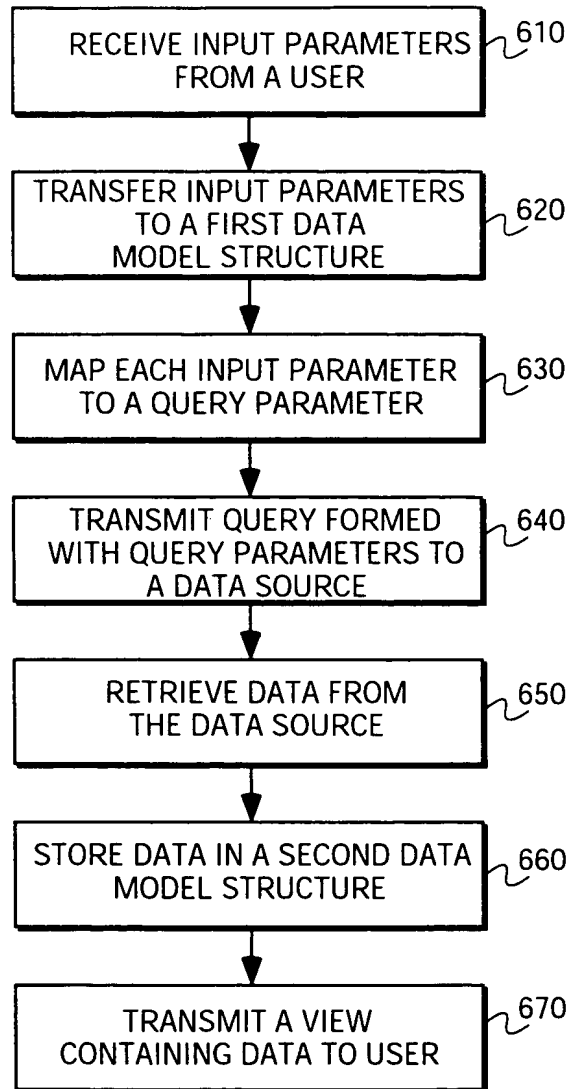 RECEIVE INPUT PARAMETERS
FROM A USER
610
TRANSFER INPUT PARAMETERS
TO A FIRST DATA
MODEL STRUCTURE
620
MAP EACH INPUT PARAMETER
TO A QUERY PARAMETER
630
TRANSMIT QUERY FORMED
WITH QUERY PARAMETERS TO
A DATA SOURCE
640
RETRIEVE DATA FROM
THE DATA SOURCE
650
STORE DATA IN A SECOND DATA
MODEL STRUCTURE
660
TRANSMIT A VIEW
CONTAINING DATA TO USER
670